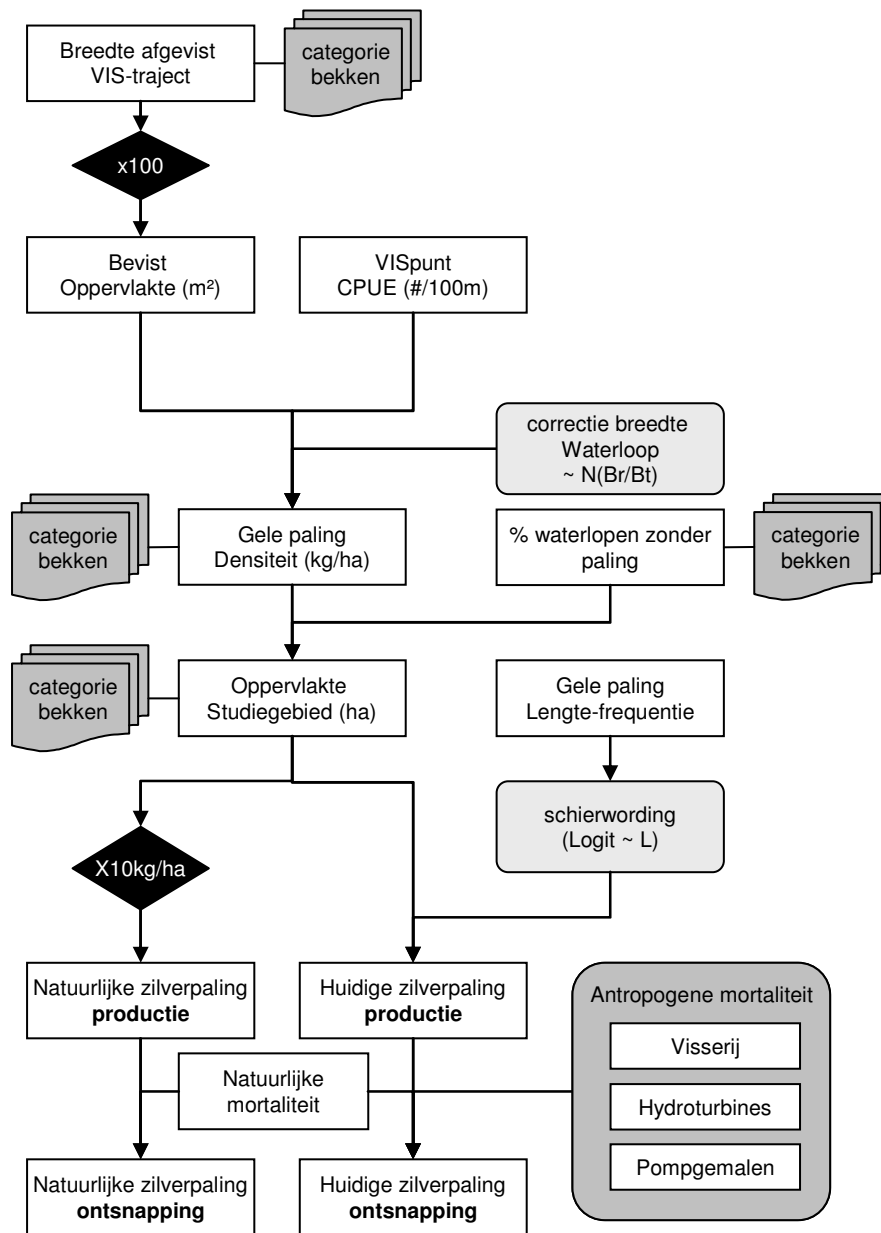 Breedte afgevist
VIS-traject
categorie
bekken
x100
Bevist
Oppervlakte (m²)
VISpunt
CPUE (#/100m)
correctie breedte
Waterloop
~ N(Br/Bt)
categorie
bekken
Gele paling
Densiteit (kg/ha)
% waterlopen zonder
paling
categorie
bekken
categorie
bekken
Oppervlakte
Studiegebied (ha)
Gele paling
Lengte-frequentie
schierwording
(Logit ~ L)
X10kg/ha
Natuurlijke zilverpaling
productie
Huidige zilverpaling
productie
Antropogene mortaliteit
Visserij
Hydroturbines
Pompgemalen
Natuurlijke
mortaliteit
Natuurlijke zilverpaling
ontsnapping
Huidige zilverpaling
ontsnapping